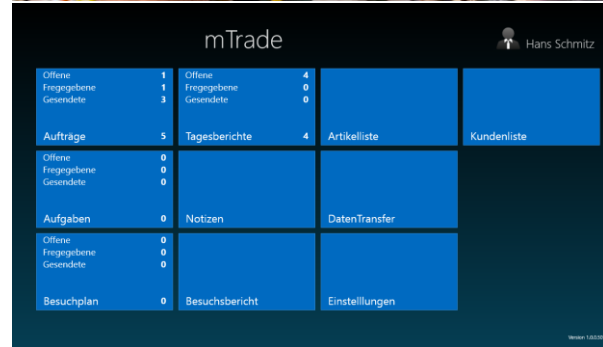 mTrade
Hans Schmitz
Offene 1
Fregegebene 1
Gesendete 3
Aufträge 5
Offene 4
Fregegebene 0
Gesendete 0
Tagesberichte 4
Artikelliste
Kundenliste
Offene 0
Fregegebene 0
Gesendete 0
Aufgaben 0
Notizen
DatenTransfer
Offene 0
Fregegebene 0
Gesendete 0
Besuchplan 0
Besuchsbericht
Einstelllungen
Version